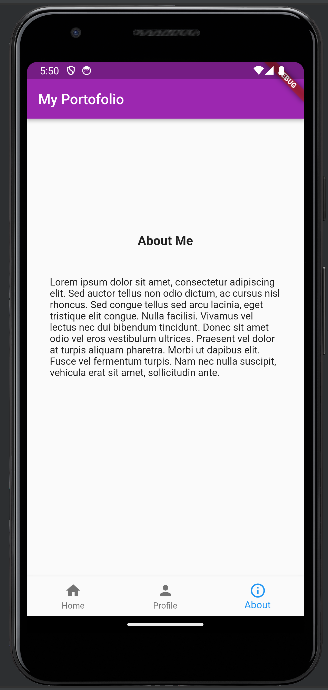 5:50
DEBUG
My Portofolio
About Me
Lorem ipsum dolor sit amet, consectetur adipiscing
elit. Sed auctor tellus non odio dictum, ac cursus nisl
rhoncus. Sed congue tellus sed arcu lacinia, eget
tristique elit congue. Nulla facilisi. Vivamus vel
lectus nec dui bibendum tincidunt. Donec sit amet
odio vel eros vestibulum ultrices. Praesent vel dolor
at turpis aliquam pharetra. Morbi ut dapibus elit.
Fusce vel fermentum turpis. Nam nec nulla suscipit,
vehicula erat sit amet, sollicitudin ante.
Home
Profile
About